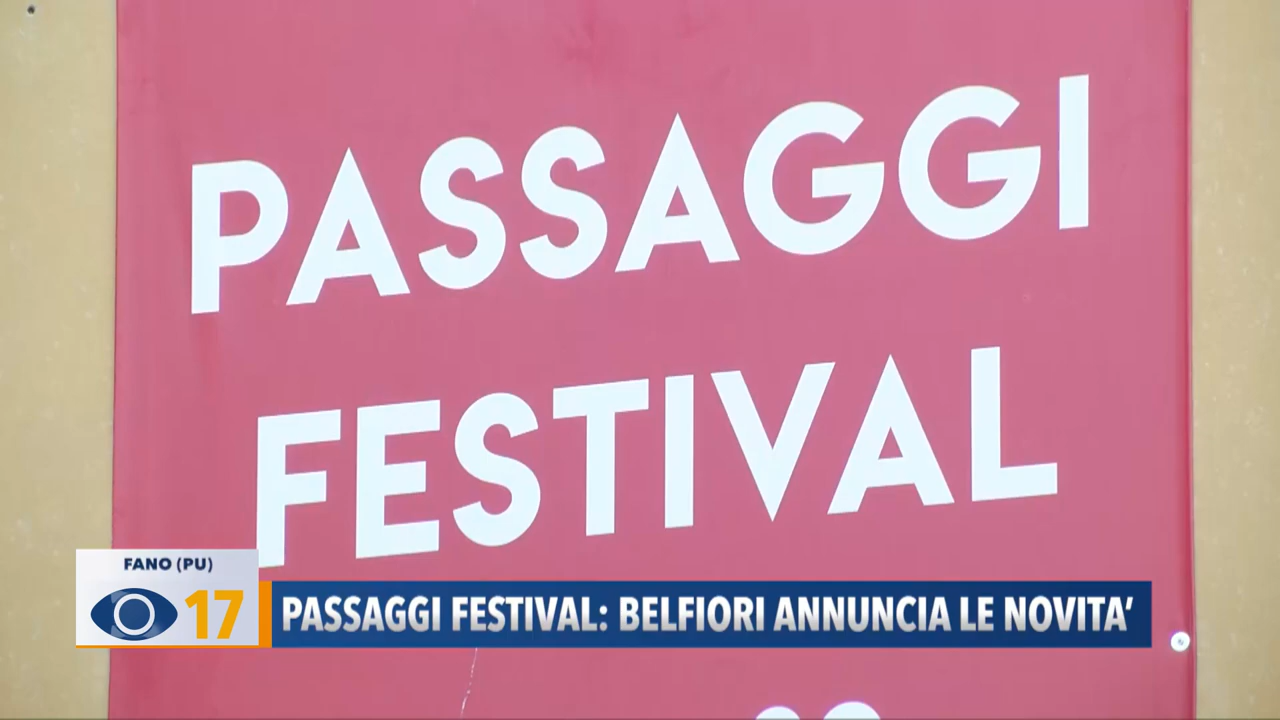 PASSAGGI
FESTIVAL
FANO (PU)
17
PASSAGGI FESTIVAL: BELFIORI ANNUNCIA LE NOVITA’